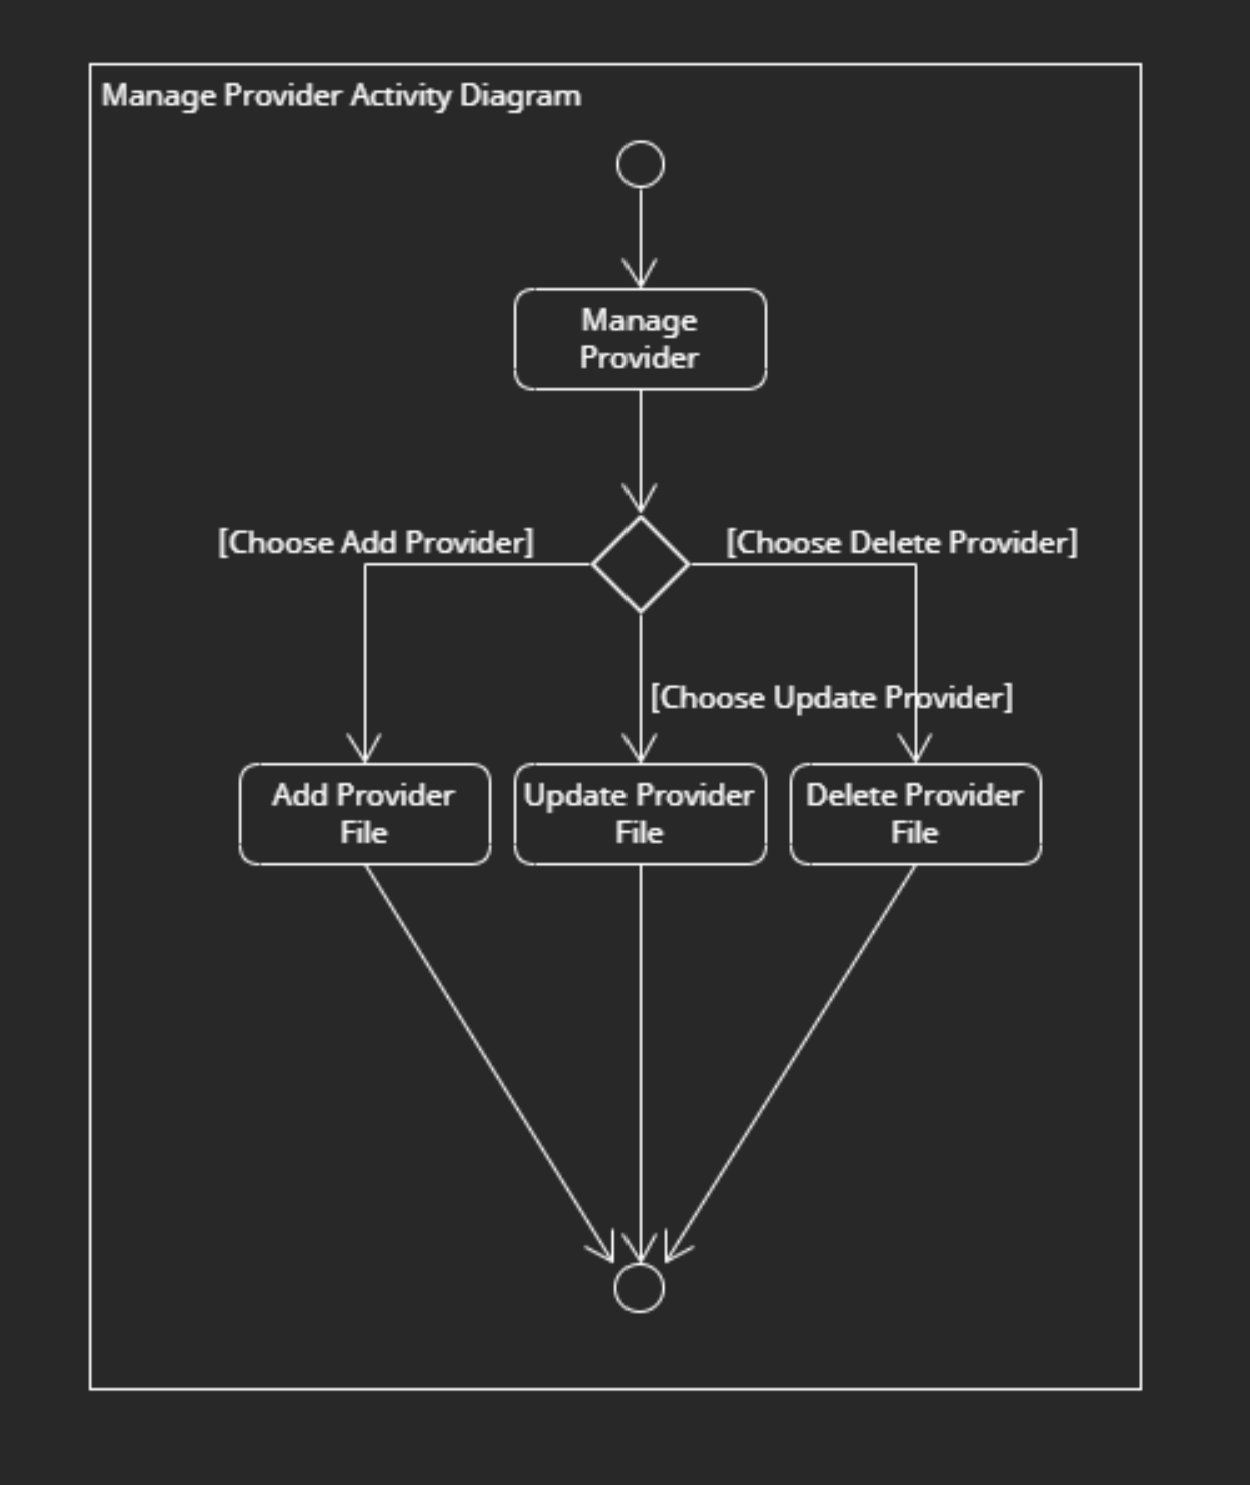 Manage Provider Activity Diagram
Manage
Provider
[Choose Add Provider]
[Choose Delete Provider]
[Choose Update Provider]
Add Provider
File
Update Provider
File
Delete Provider
File